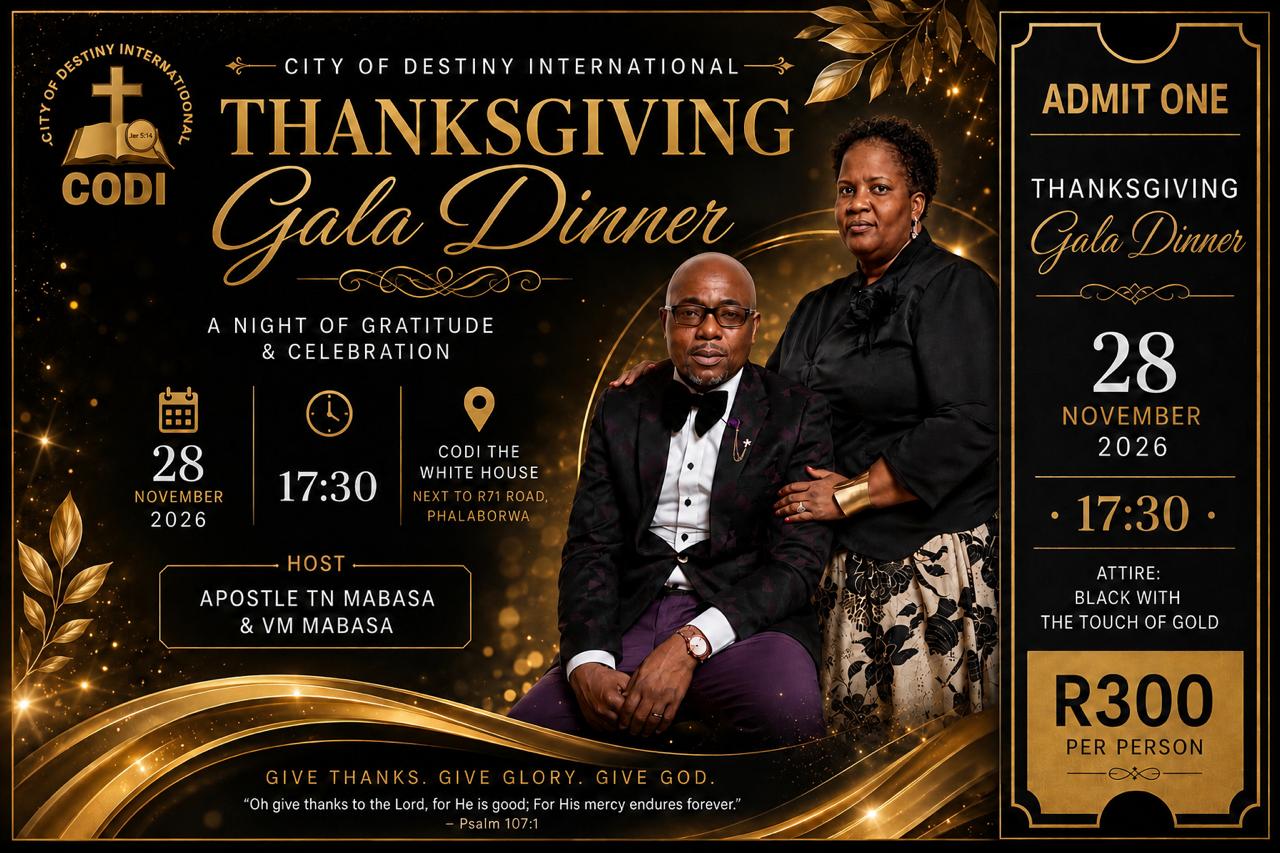 CITY OF DESTINY INTERNATIOONAL
Jer 5:14
CODI
CITY OF DESTINY INTERNATIONAL
THANKSGIVING
Gala Dinner
A NIGHT OF GRATITUDE
& CELEBRATION
28
NOVEMBER
2026
17:30
CODI THE
WHITE HOUSE
NEXT TO R71 ROAD,
PHALABORWA
HOST
APOSTLE TN MABASA
& VM MABASA
GIVE THANKS. GIVE GLORY. GIVE GOD.
“Oh give thanks to the Lord, for He is good; For His mercy endures forever.”
– Psalm 107:1
ADMIT ONE
THANKSGIVING
Gala Dinner
28
NOVEMBER
2026
· 17:30 ·
ATTIRE:
BLACK WITH
THE TOUCH OF GOLD
R300
PER PERSON